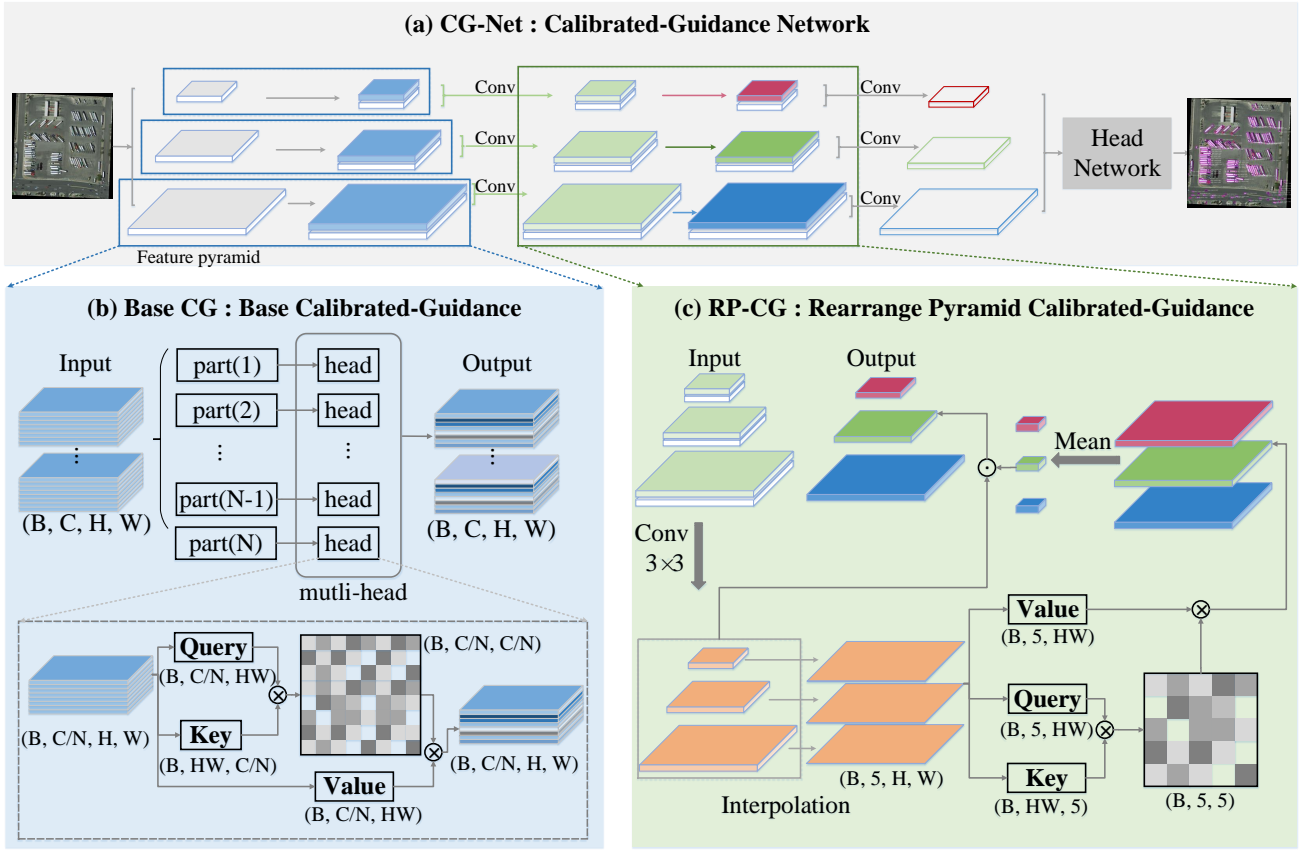 (a) CG-Net : Calibrated-Guidance Network
Conv
Conv
Conv
Conv
Conv
Conv
Head
Network
Feature pyramid
(b) Base CG : Base Calibrated-Guidance
Input
Output
part(1)
head
part(2)
head
⋮
⋮
⋮
⋮
part(N-1)
head
(B, C, H, W)
(B, C, H, W)
part(N)
head
mutli-head
Query
(B, C/N, HW)
(B, C/N, C/N)
(B, C/N, H, W)
Key
(B, HW, C/N)
Value
(B, C/N, HW)
(B, C/N, H, W)
(c) RP-CG : Rearrange Pyramid Calibrated-Guidance
Input
Output
Mean
Conv
3×3
Value
(B, 5, HW)
Query
(B, 5, HW)
Key
(B, HW, 5)
(B, 5, H, W)
(B, 5, 5)
Interpolation